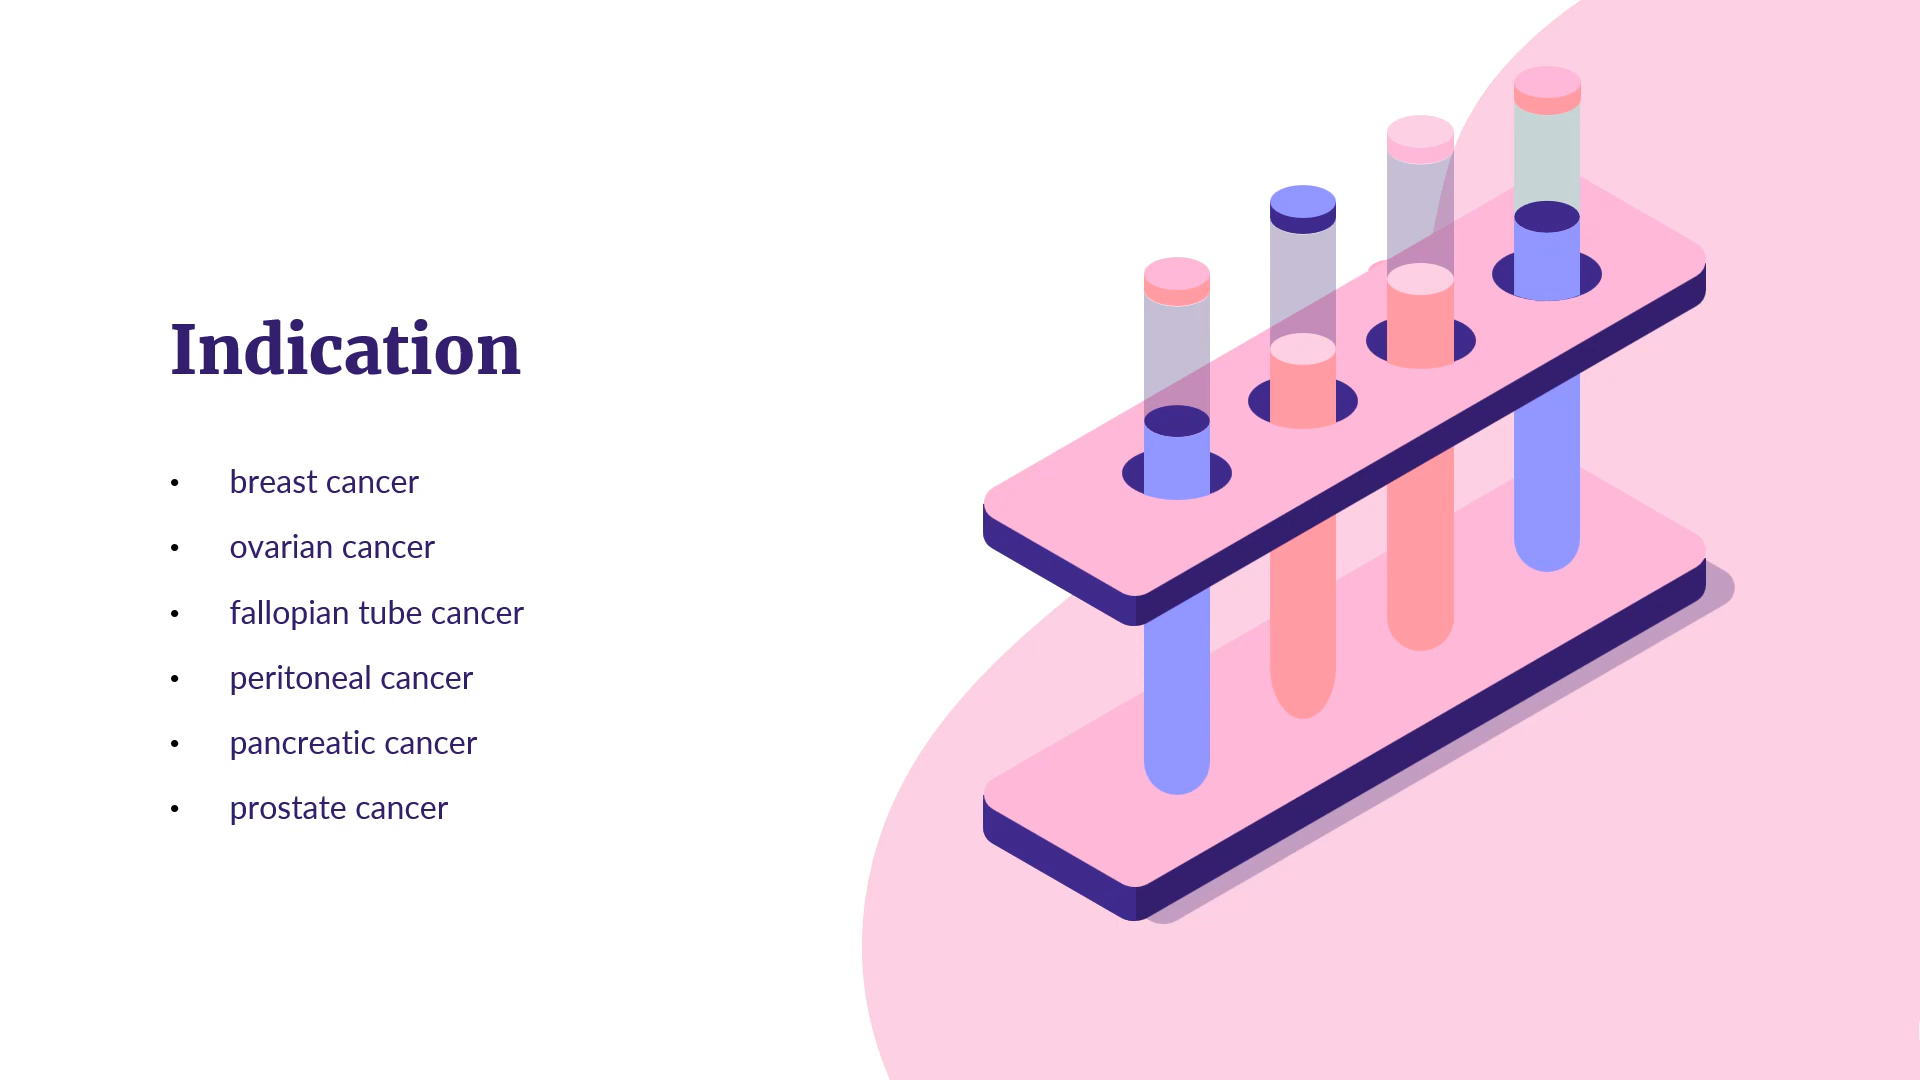 Indication
• breast cancer
• ovarian cancer
• fallopian tube cancer
• peritoneal cancer
• pancreatic cancer
• prostate cancer